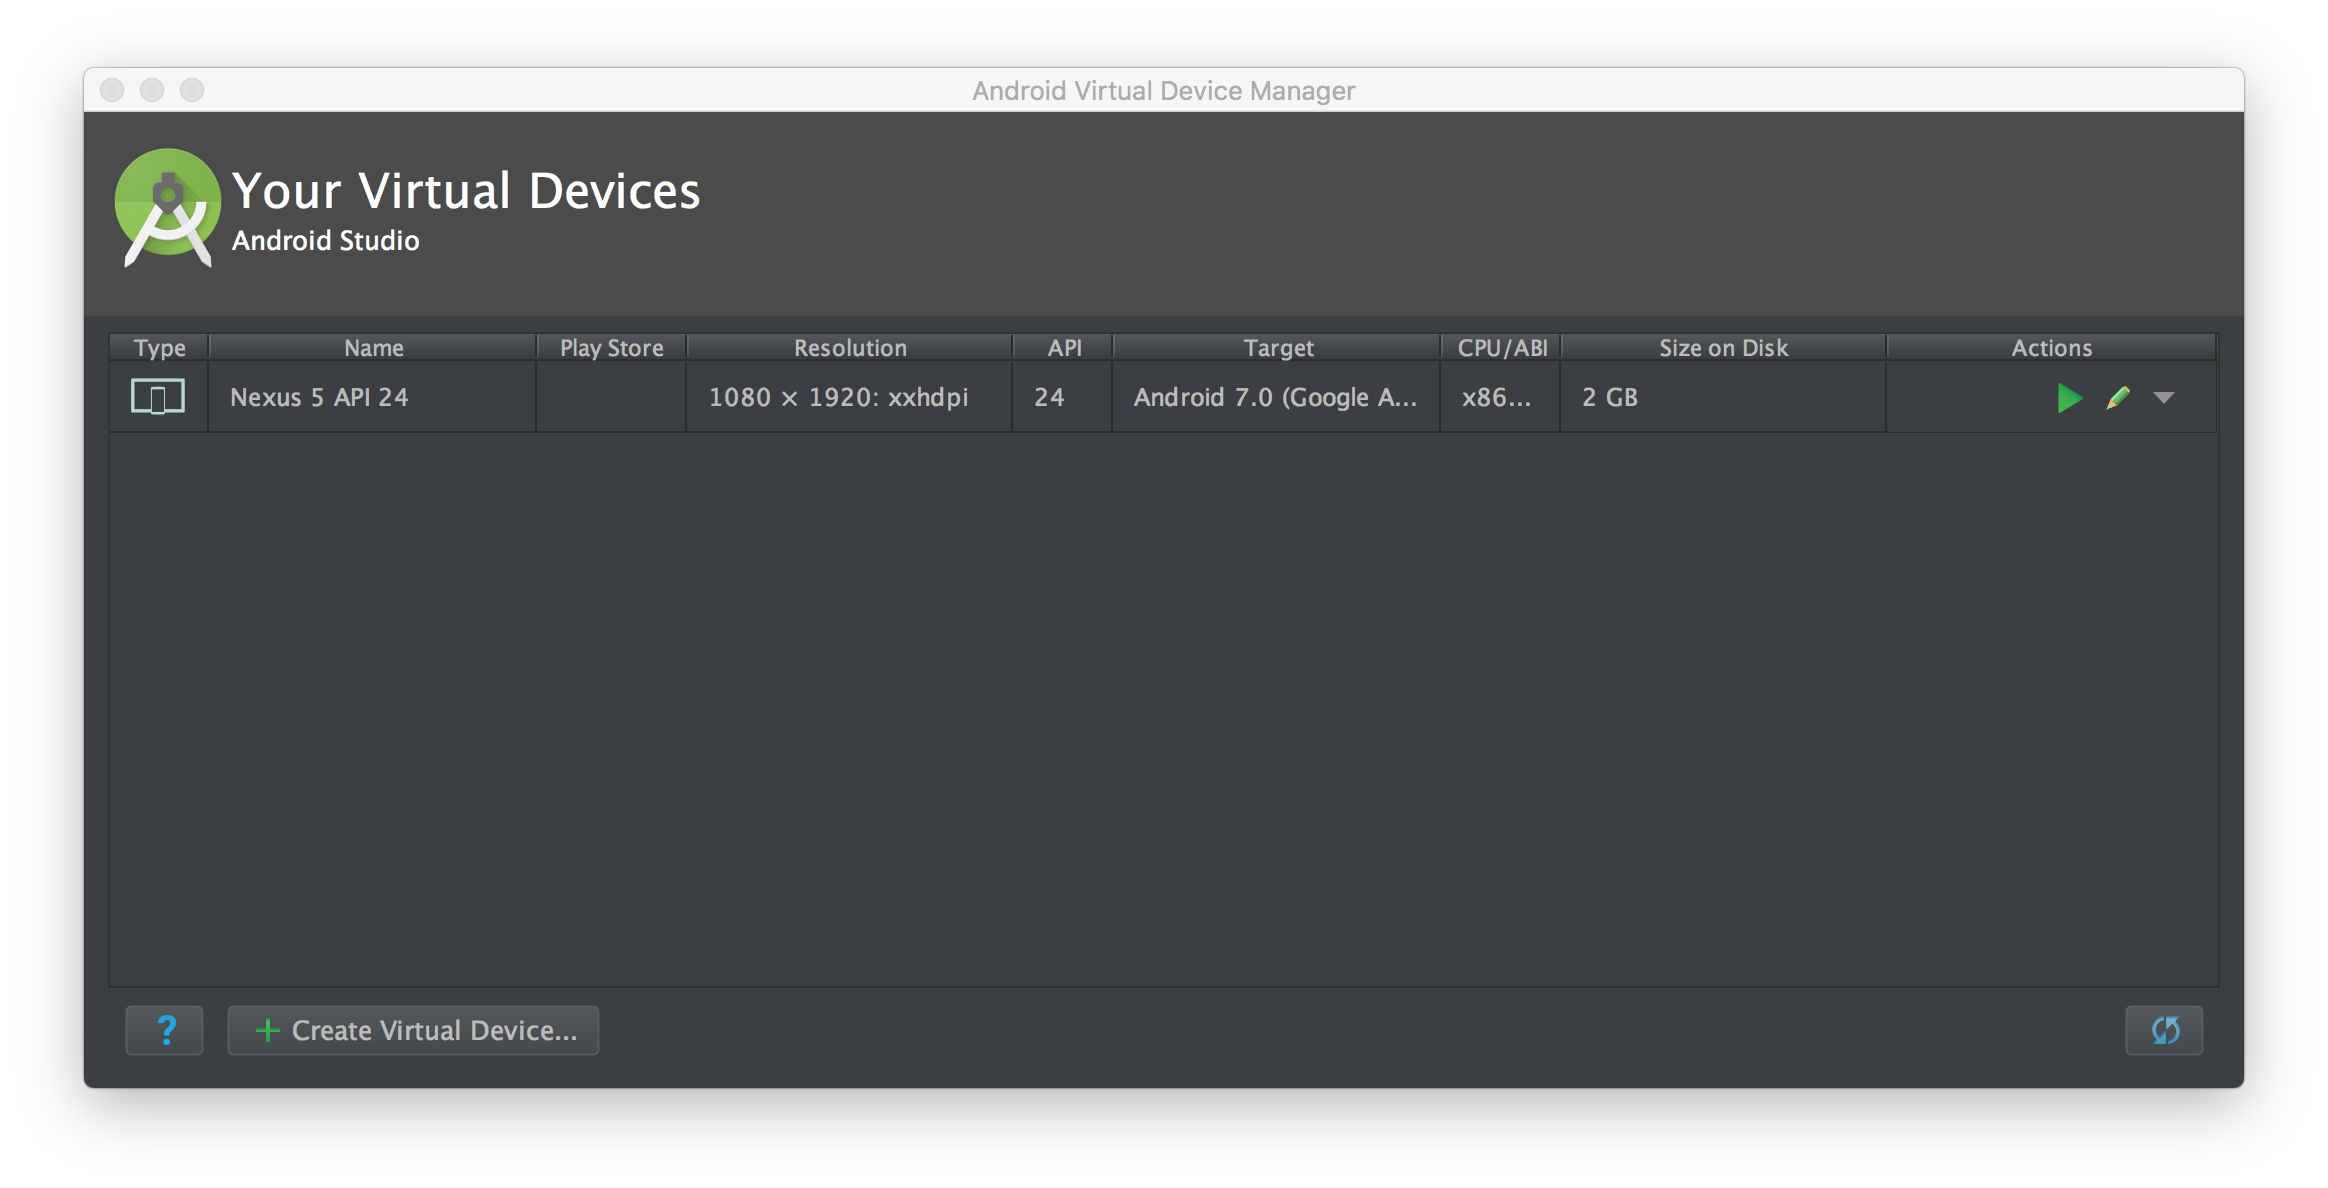 Android Virtual Device Manager
Your Virtual Devices
Android Studio
Type Name Play Store Resolution API Target CPU/ABI Size on Disk Actions
Nexus 5 API 24 1080 × 1920: xxhdpi 24 Android 7.0 (Google A... x86... 2 GB
? + Create Virtual Device...